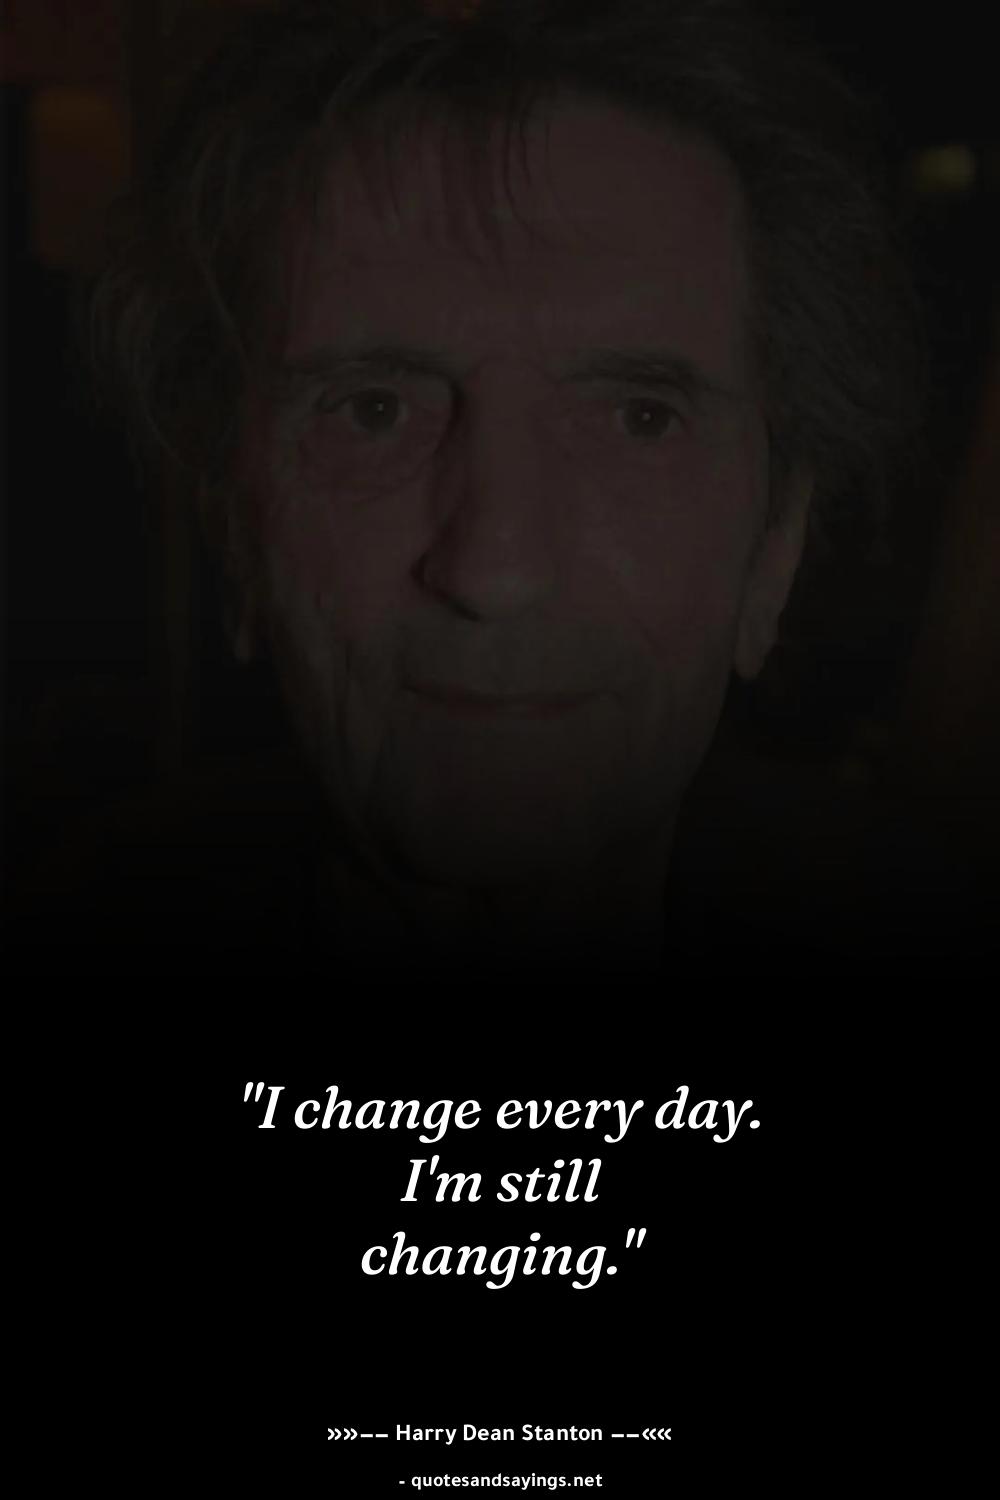 "I change every day.
I'm still
changing."
»»−− Harry Dean Stanton −−««
- quotesandsayings.net